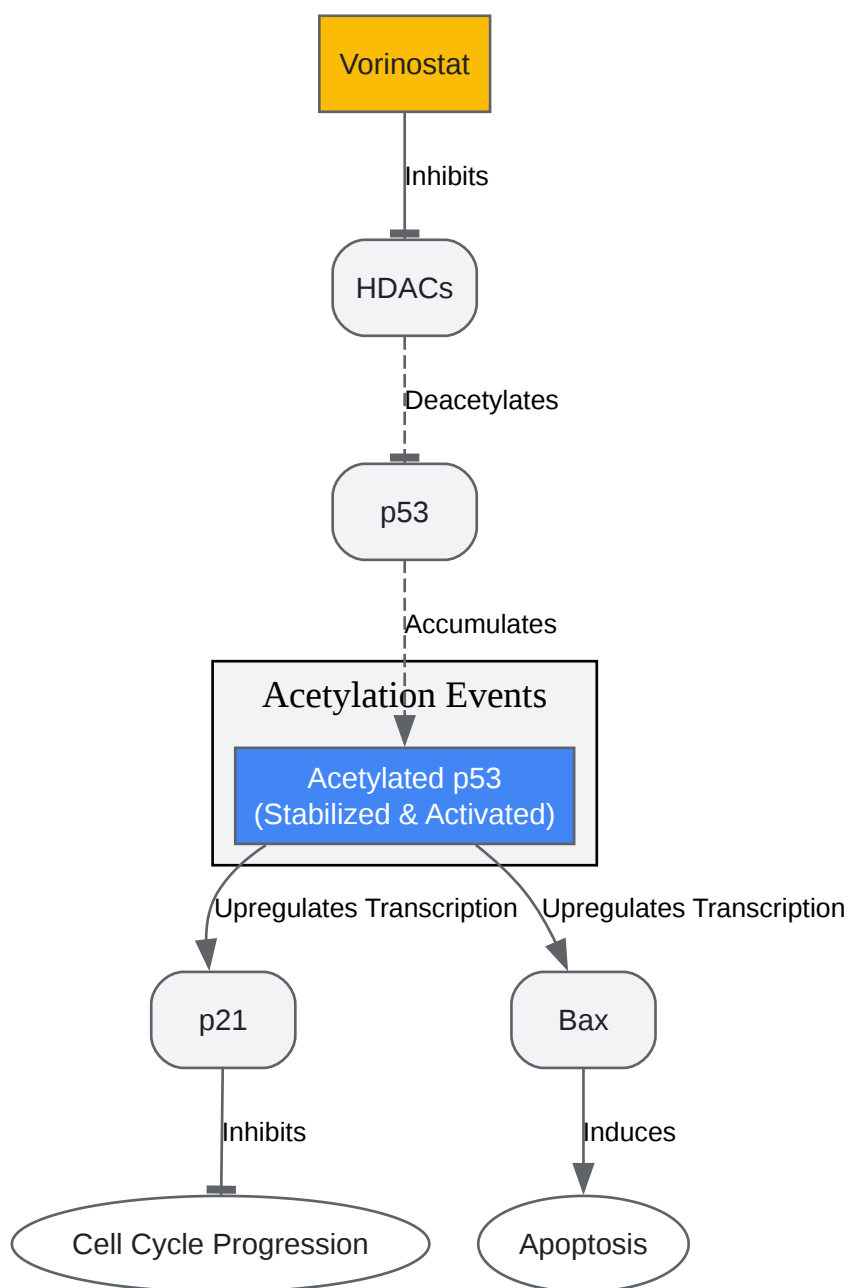 Vorinostat
Inhibits
HDACs
Deacetylates
p53
Accumulates
Acetylation Events
Acetylated p53
(Stabilized & Activated)
Upregulates Transcription
Upregulates Transcription
p21
Bax
Inhibits
Induces
Cell Cycle Progression
Apoptosis